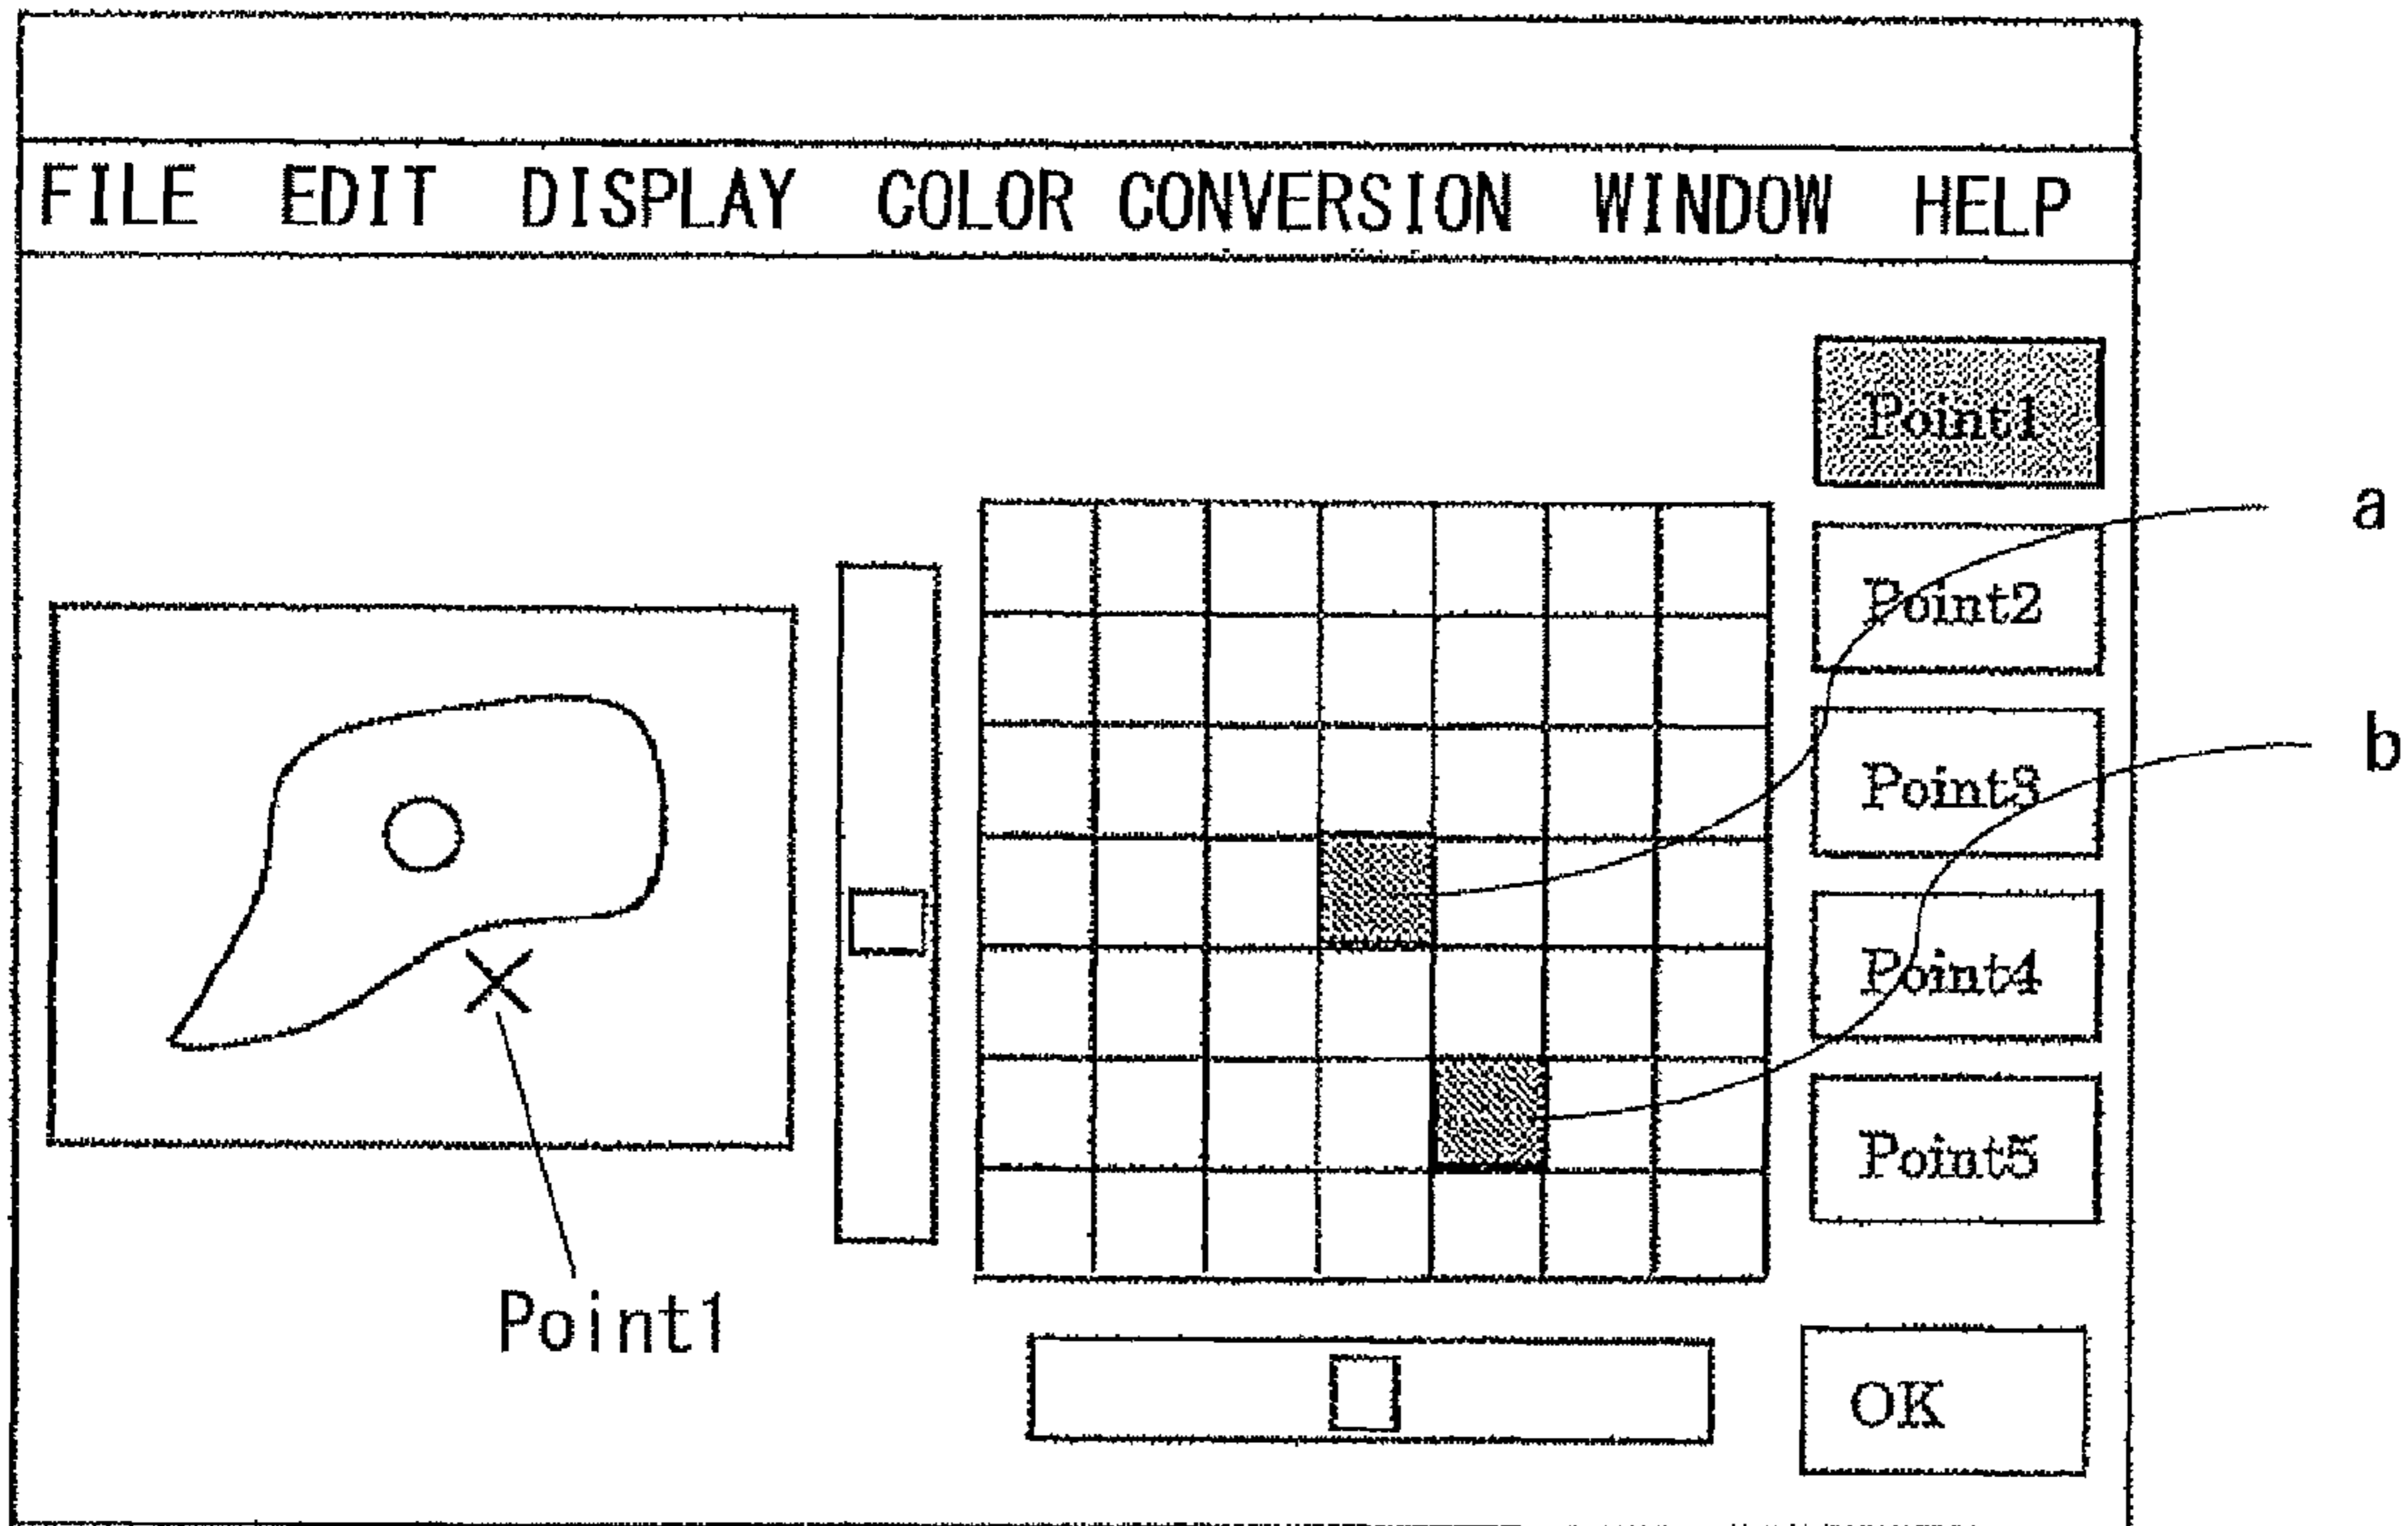 FILE EDIT DISPLAY COLOR CONVERSION WINDOW HELP
Point1
a
Point2
b
Point3
Point4
Point5
Point1
OK